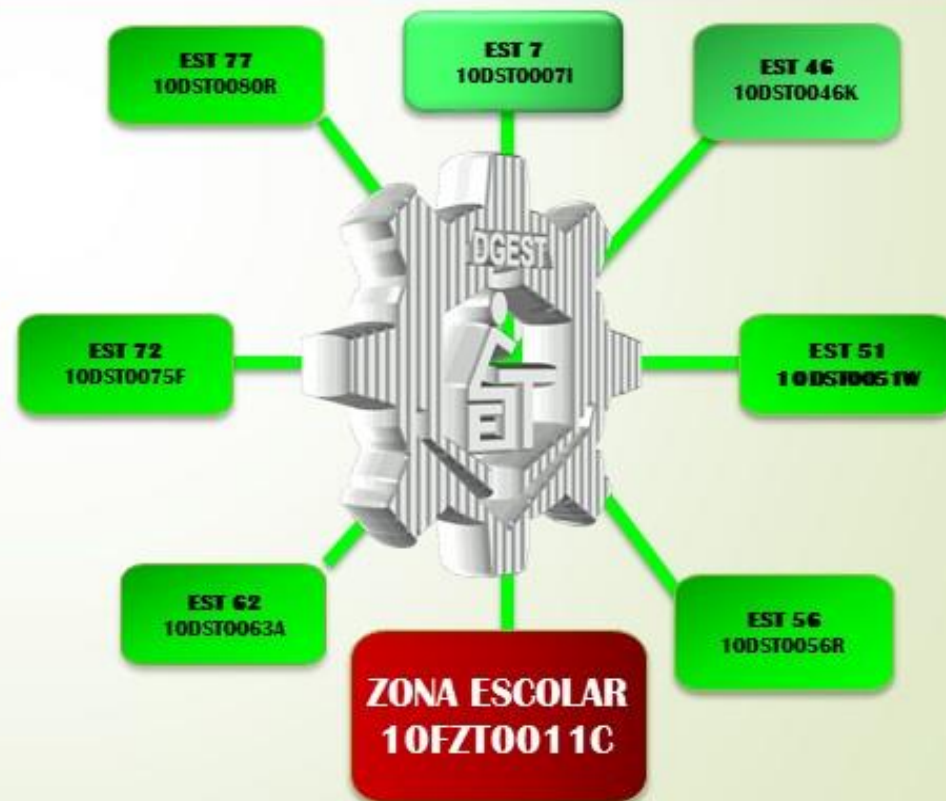 EST 77
10DST0080R
EST 7
10DST0007I
EST 46
10DST0046K
DGEST
EST 72
10DST0075F
EST 51
10DST0051W
EST 62
10DST0063A
EST 56
10DST0056R
ZONA ESCOLAR
10FZT0011C